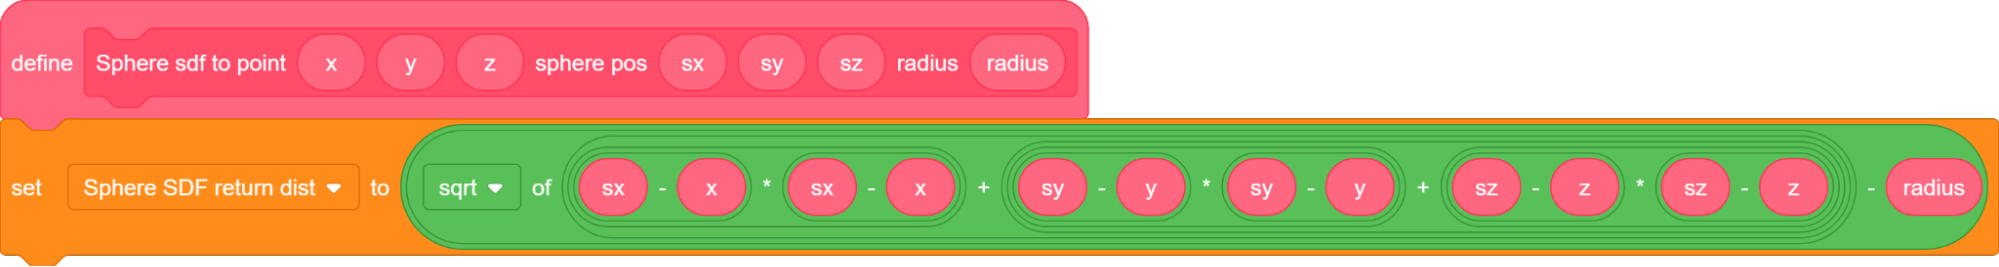 define Sphere sdf to point x y z sphere pos sx sy sz radius radius
set Sphere SDF return dist to sqrt of sx - x * sx - x + sy - y * sy - y + sz - z * sz - z - radius